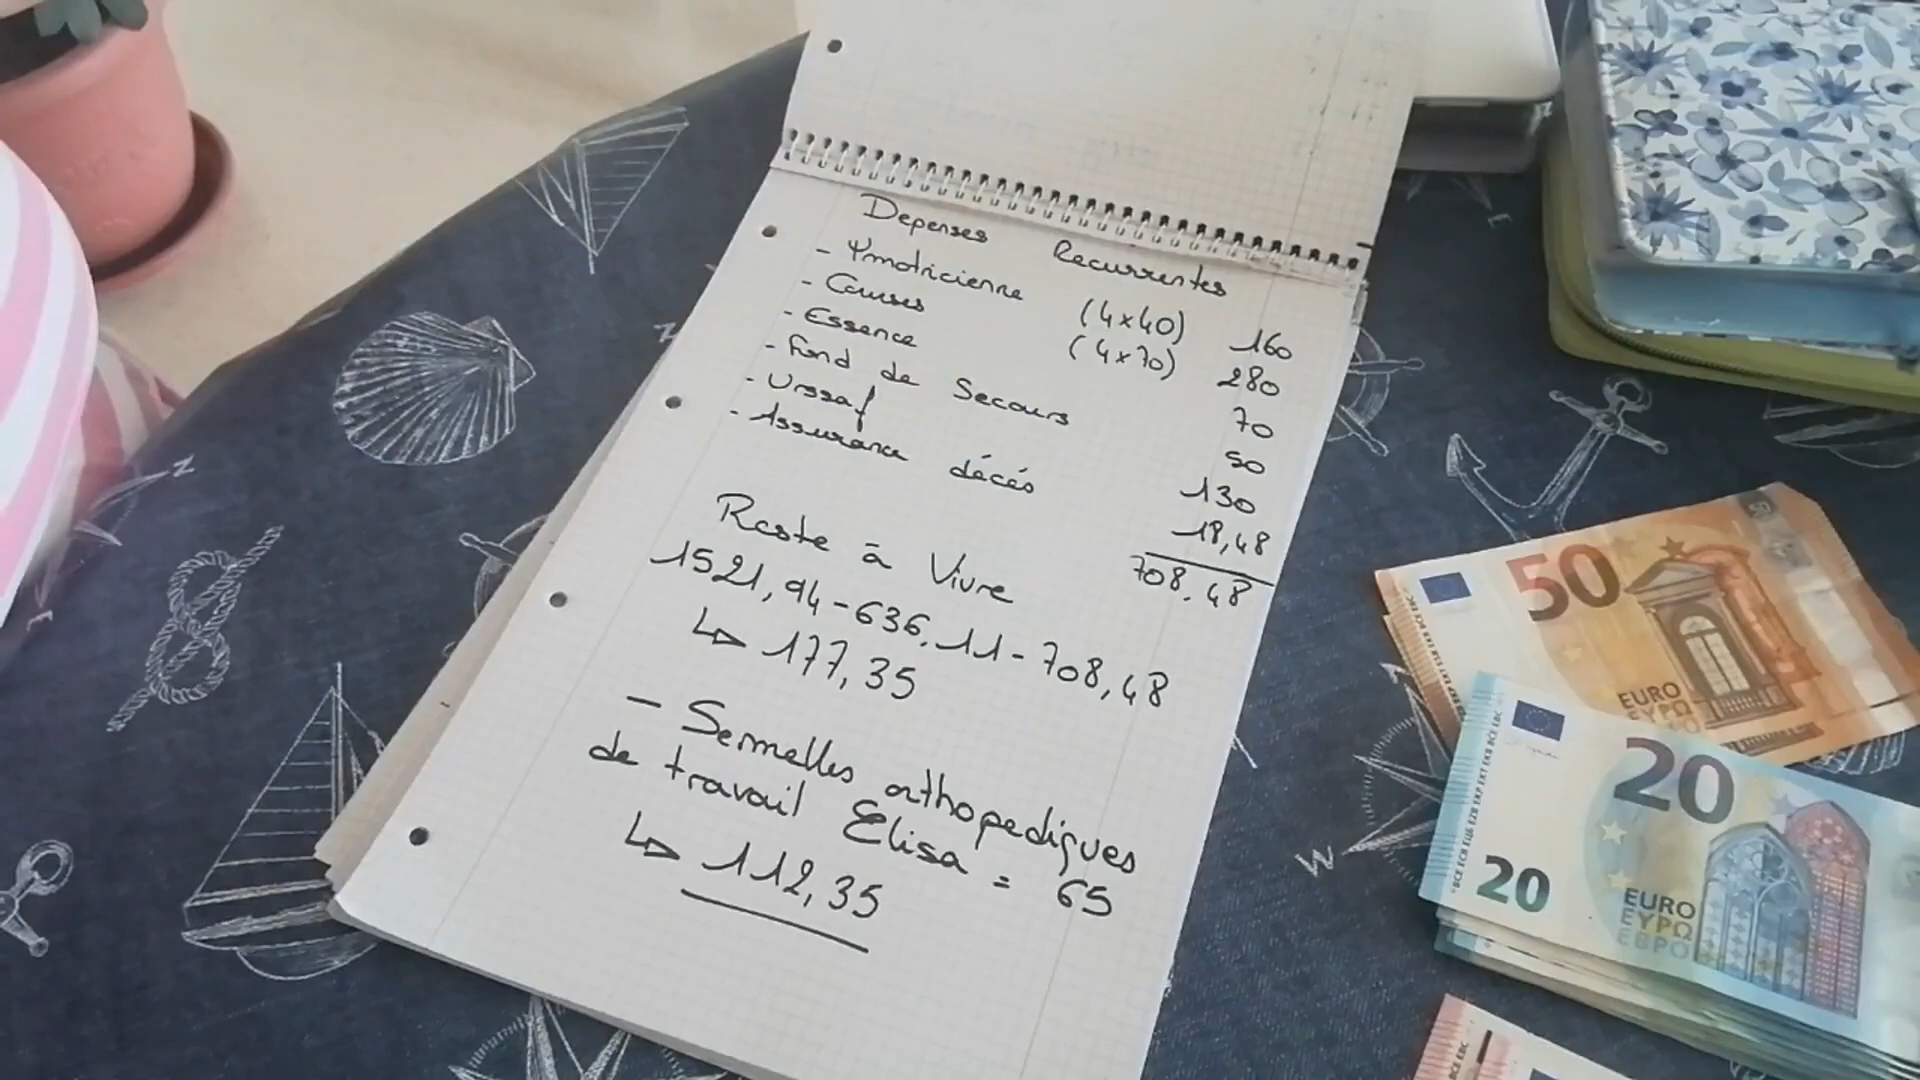 Depenses Recurrentes
- Ψmotricienne (4x40) 160
- Courses (4x70) 280
- Essence 70
- Fond de Secours 50
- Urssaf 130
- Assurance décés 18,48
708.48
Reste à Vivre
1521,94-636.11-708,48
↳ 177,35
- Semelles orthopediques
de travail Elisa = 65
↳ 112,35
50
EURO
ΕΥΡΩ
20
20
EURO
ΕΥΡΩ
ЕВРО
N
N
W